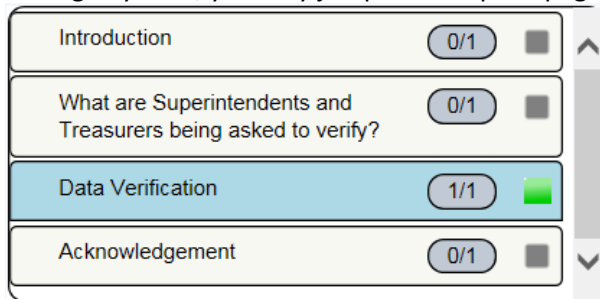 Introduction 0/1
What are Superintendents and 0/1
Treasurers being asked to verify?
Data Verification 1/1
Acknowledgement 0/1